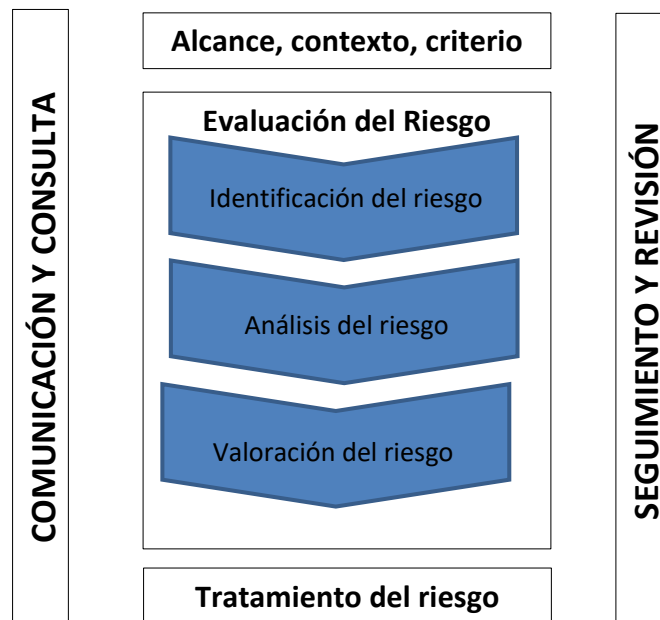 Alcance, contexto, criterio
COMUNICACIÓN Y CONSULTA
Evaluación del Riesgo
Identificación del riesgo
Análisis del riesgo
Valoración del riesgo
SEGUIMIENTO Y REVISIÓN
Tratamiento del riesgo